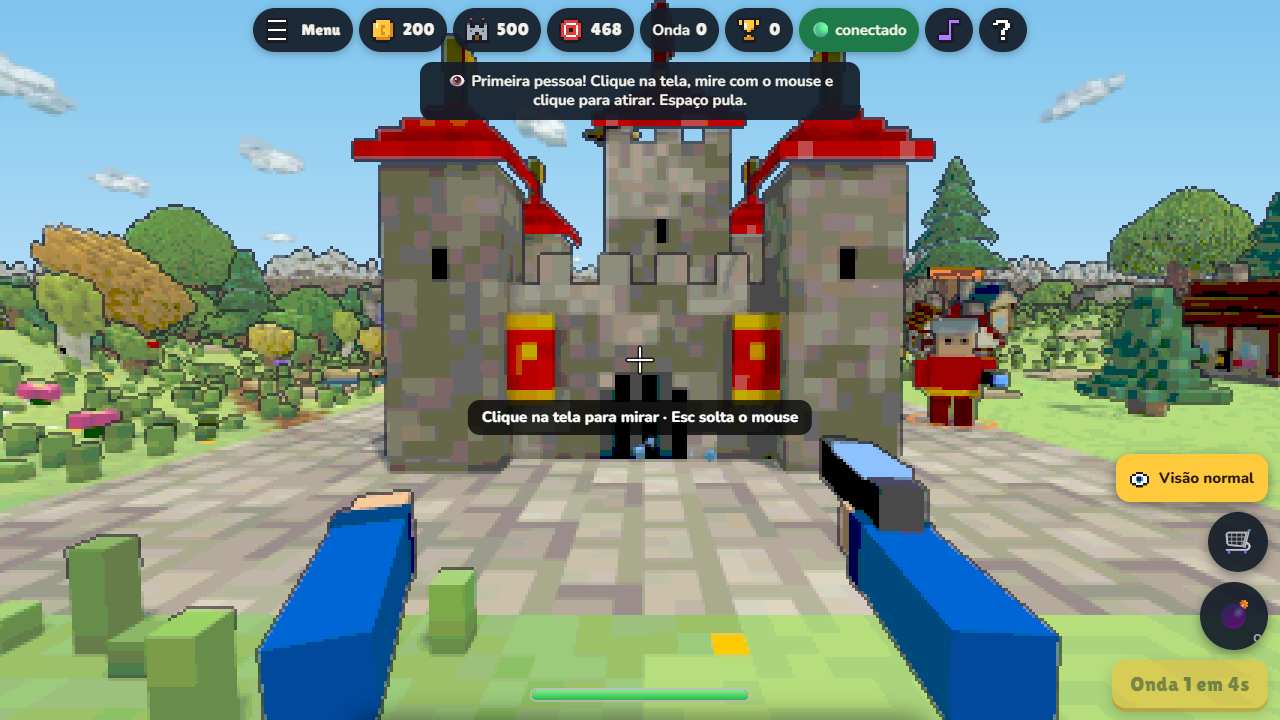 Menu
200
500
468
Onda 0
0
conectado
?
Primeira pessoa! Clique na tela, mire com o mouse e
clique para atirar. Espaço pula.
Clique na tela para mirar · Esc solta o mouse
Visão normal
Onda 1 em 4s